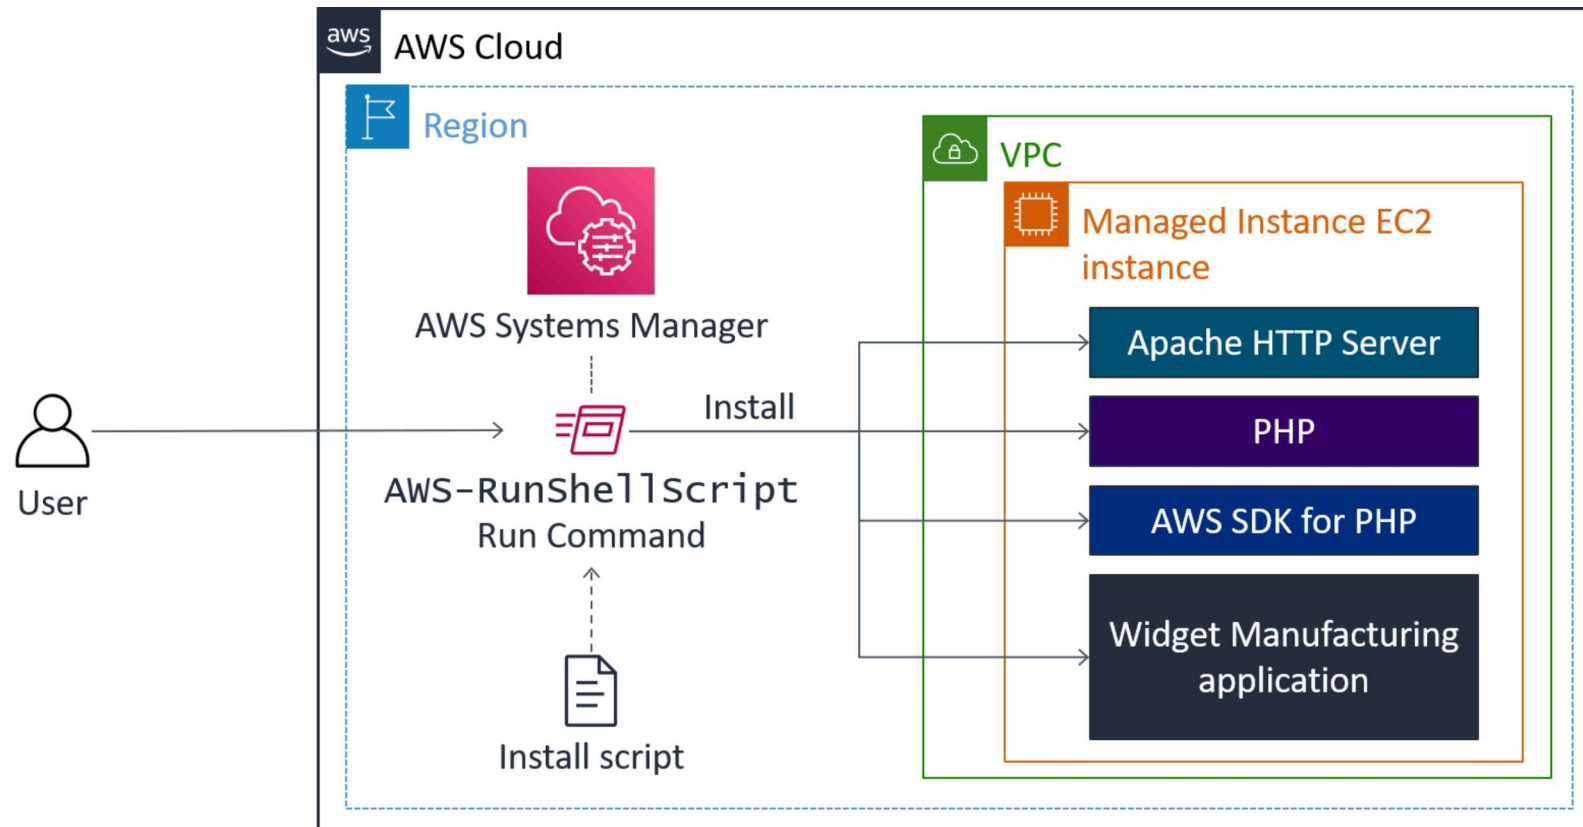 aws
AWS Cloud
Region
VPC
Managed Instance EC2
instance
AWS Systems Manager
Apache HTTP Server
Install
PHP
User
AWS-RunShellScript
Run Command
AWS SDK for PHP
Widget Manufacturing
application
Install script